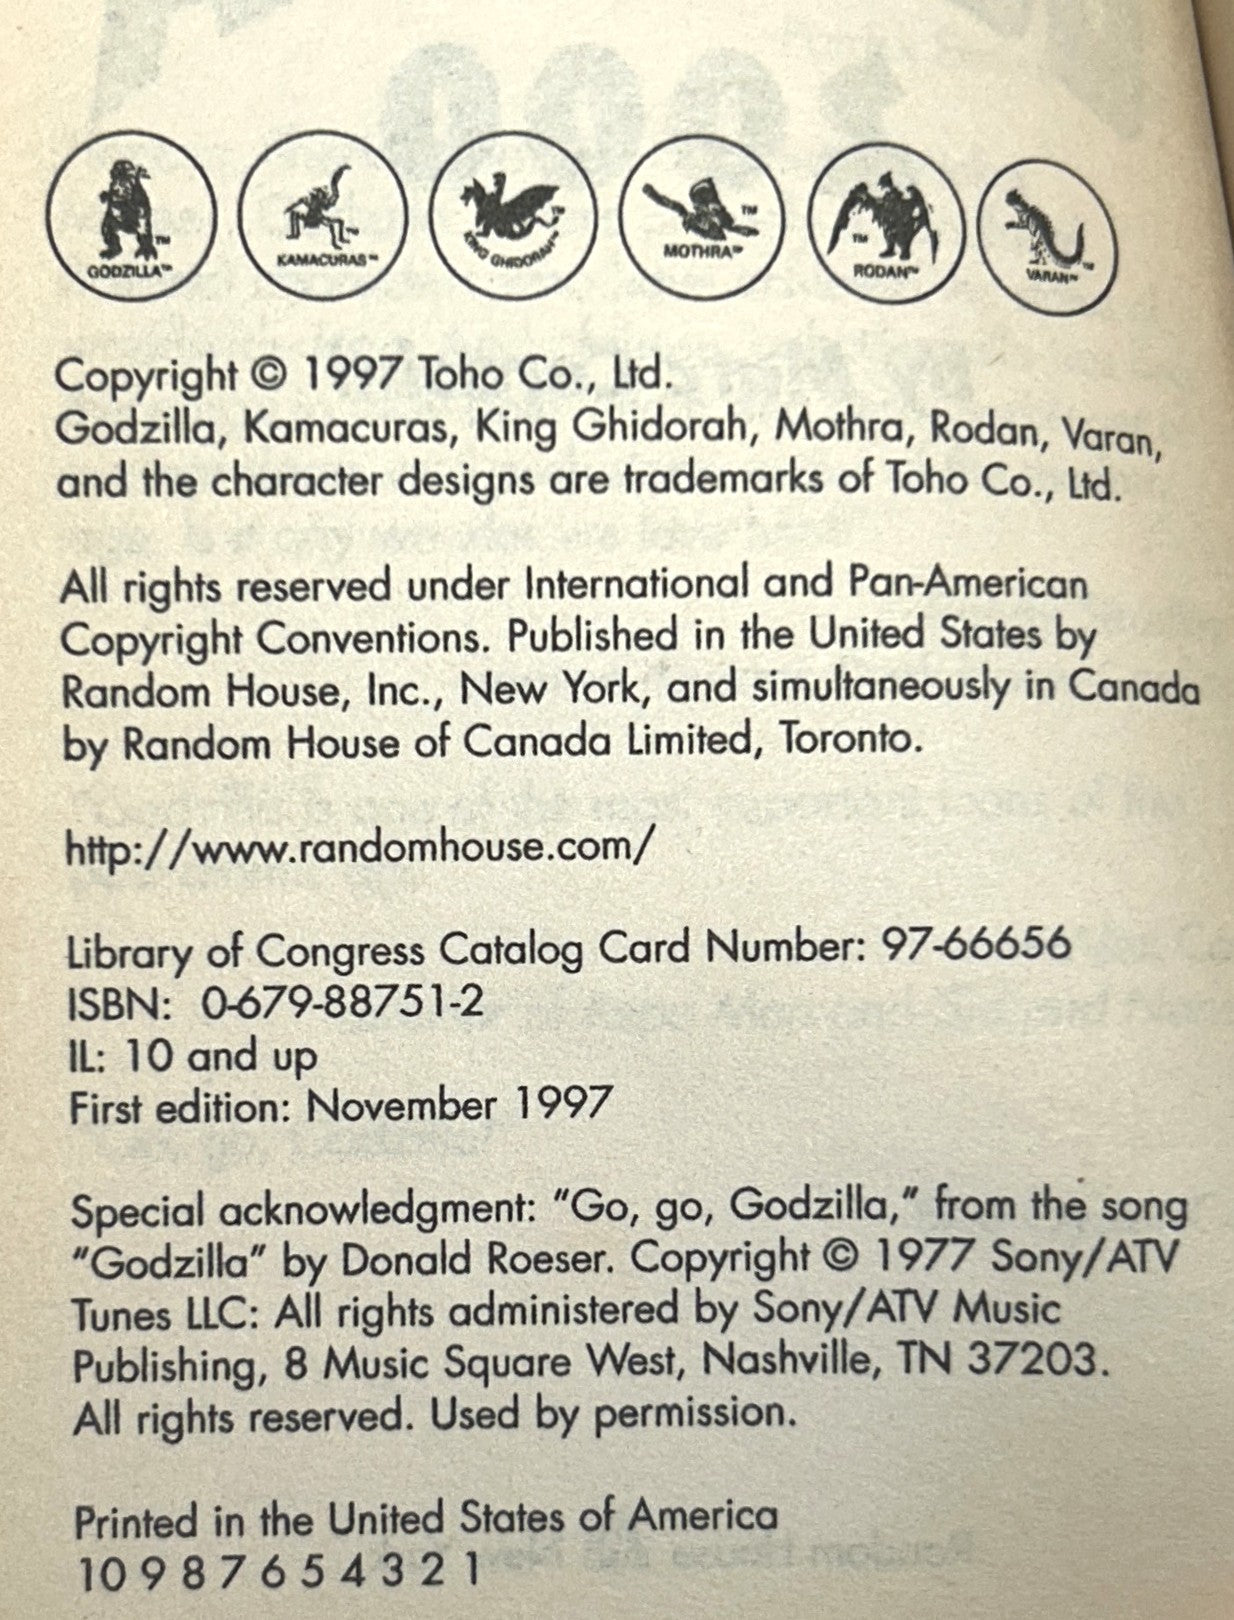 GODZILLA™
KAMACURAS™
KING GHIDORAH™
MOTHRA™
RODAN™
VARAN™
Copyright © 1997 Toho Co., Ltd.
Godzilla, Kamacuras, King Ghidorah, Mothra, Rodan, Varan,
and the character designs are trademarks of Toho Co., Ltd.
All rights reserved under International and Pan-American
Copyright Conventions. Published in the United States by
Random House, Inc., New York, and simultaneously in Canada
by Random House of Canada Limited, Toronto.
http://www.randomhouse.com/
Library of Congress Catalog Card Number: 97-66656
ISBN: 0-679-88751-2
IL: 10 and up
First edition: November 1997
Special acknowledgment: "Go, go, Godzilla," from the song
"Godzilla" by Donald Roeser. Copyright © 1977 Sony/ATV
Tunes LLC: All rights administered by Sony/ATV Music
Publishing, 8 Music Square West, Nashville, TN 37203.
All rights reserved. Used by permission.
Printed in the United States of America
10 9 8 7 6 5 4 3 2 1